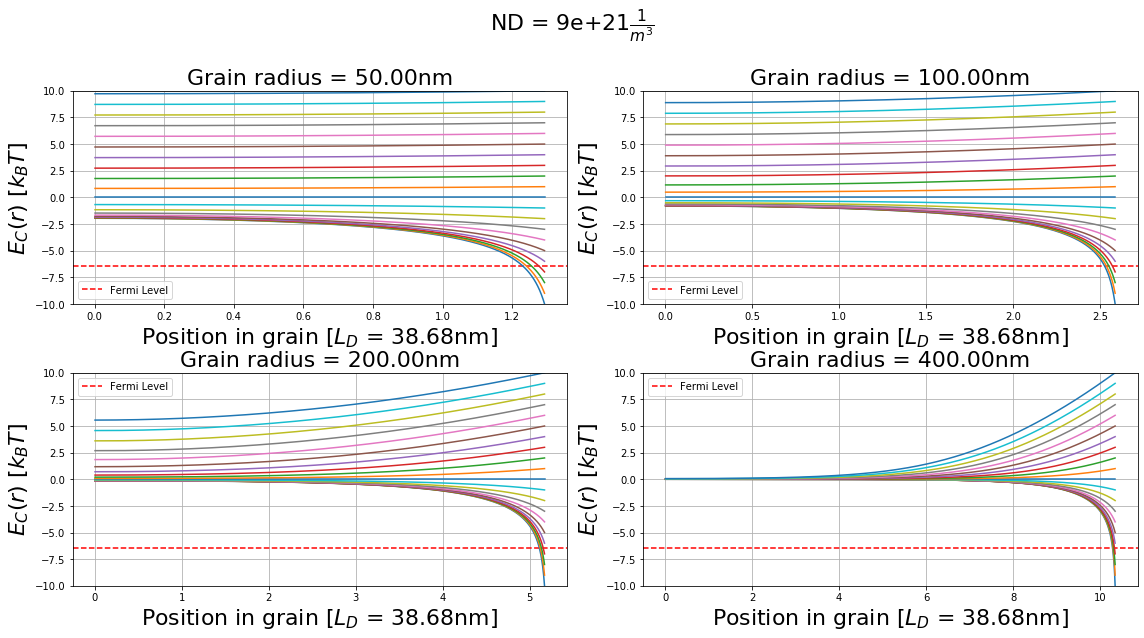 ND = 9e+21 1/m³
Grain radius = 50.00nm
E_C(r) [k_BT]
10.0
7.5
5.0
2.5
0.0
−2.5
−5.0
−7.5
−10.0
Fermi Level
0.0 0.2 0.4 0.6 0.8 1.0 1.2
Position in grain [L_D = 38.68nm]
Grain radius = 100.00nm
E_C(r) [k_BT]
10.0
7.5
5.0
2.5
0.0
−2.5
−5.0
−7.5
−10.0
Fermi Level
0.0 0.5 1.0 1.5 2.0 2.5
Position in grain [L_D = 38.68nm]
Grain radius = 200.00nm
E_C(r) [k_BT]
10.0
7.5
5.0
2.5
0.0
−2.5
−5.0
−7.5
−10.0
Fermi Level
0 1 2 3 4 5
Position in grain [L_D = 38.68nm]
Grain radius = 400.00nm
E_C(r) [k_BT]
10.0
7.5
5.0
2.5
0.0
−2.5
−5.0
−7.5
−10.0
Fermi Level
0 2 4 6 8 10
Position in grain [L_D = 38.68nm]